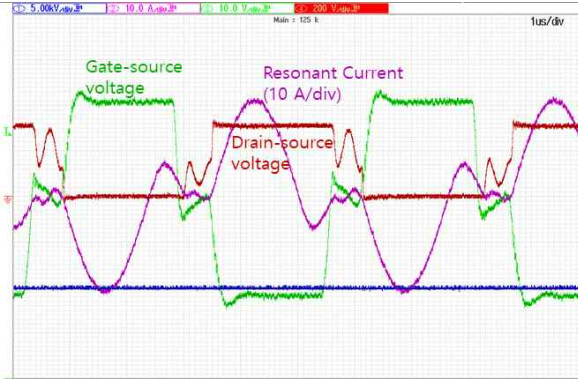 5.00kV 10.0 A 10.0 V 200 V
Main : 125 k
1us/div
Gate-source
voltage
Resonant Current
(10 A/div)
Drain-source
voltage